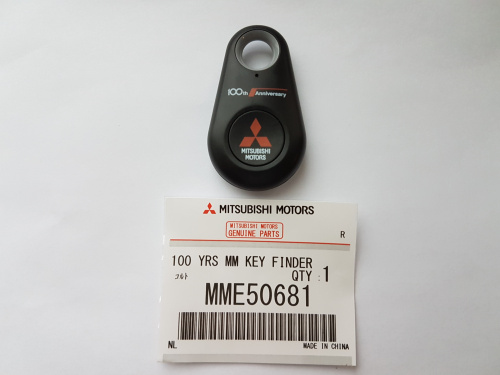 100th Anniversary
MITSUBISHI
MOTORS
MITSUBISHI MOTORS
MITSUBISHI MOTORS
GENUINE PARTS
R
100 YRS MM KEY FINDER
QTY : 1
MME50681
NL
MADE IN CHINA